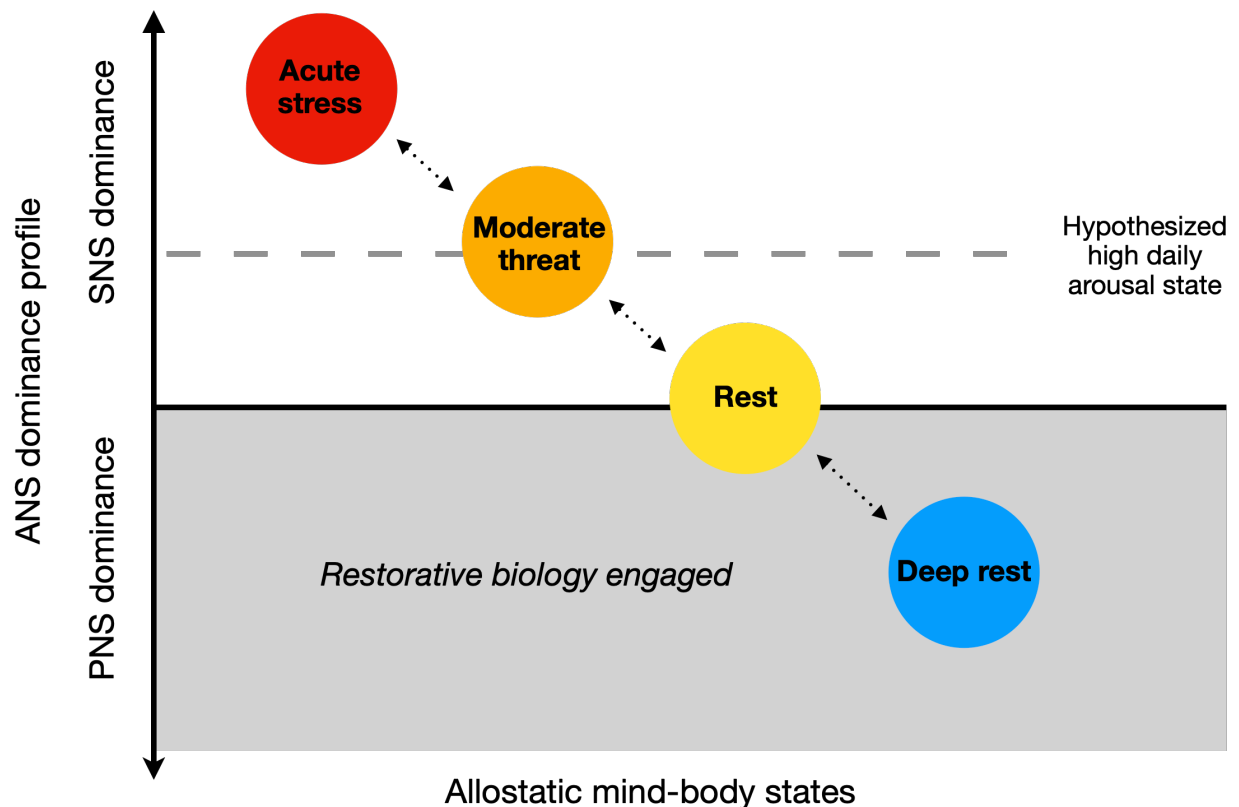 Acute
stress
Moderate
threat
Hypothesized
high daily
arousal state
Rest
Deep rest
Restorative biology engaged
ANS dominance profile
SNS dominance
PNS dominance
Allostatic mind-body states